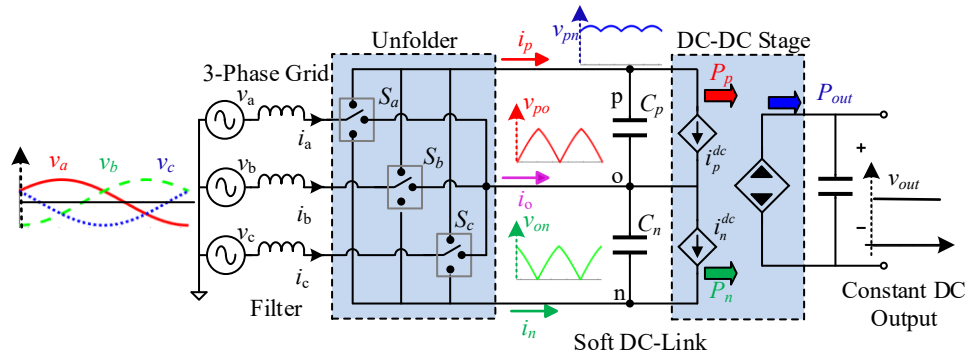 Unfolder
i_p
v_pn
DC-DC Stage
3-Phase Grid
v_a
S_a
p
C_p
P_p
P_out
i_a
v_po
i_p^dc
v_a
v_b
v_c
v_b
S_b
o
+
i_b
i_o
v_out
v_c
S_c
v_on
C_n
i_n^dc
−
i_c
n
P_n
Filter
i_n
Soft DC-Link
Constant DC
Output